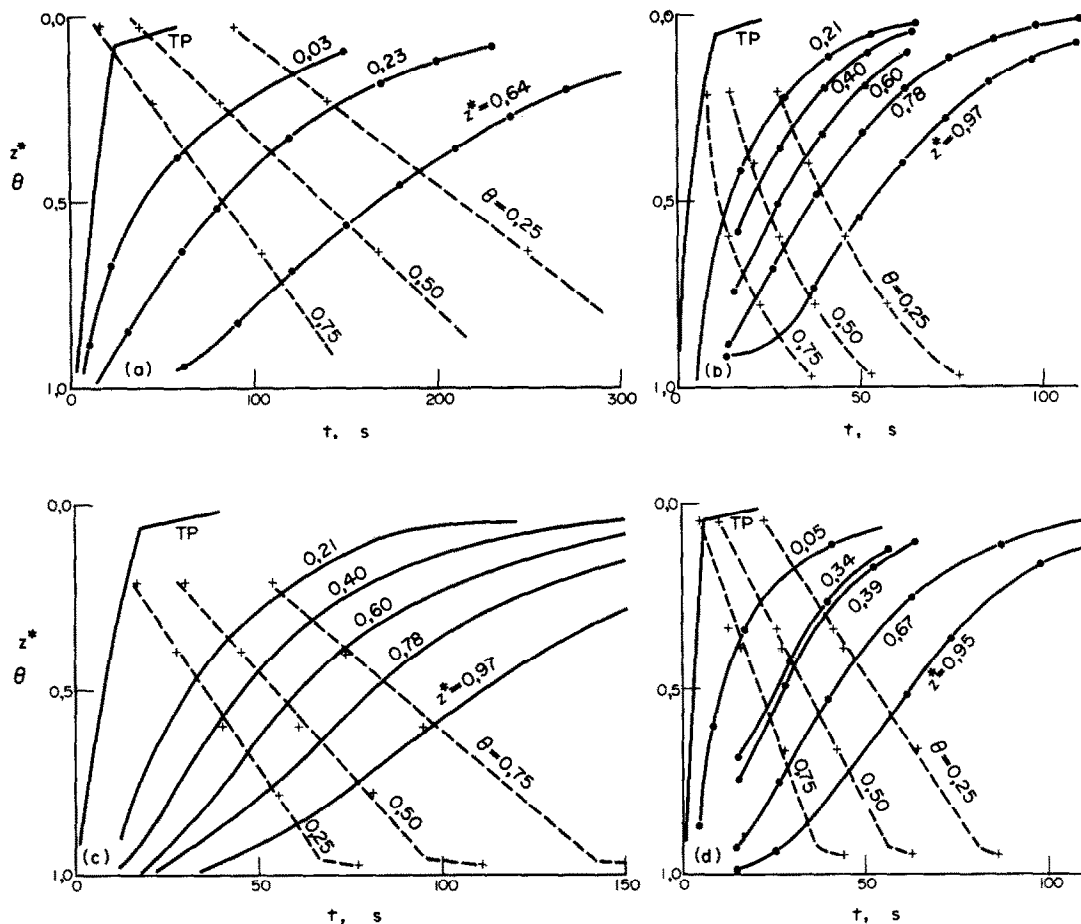 0,0
TP
0,03
0,23
z*=0,64
z*
θ
0,5
θ=0,25
0,50
0,75
(a)
1,0
0
100
200
300
t, s
0,0
TP
0,21
0,40
0,60
0,78
z*=0,97
0,5
θ=0,25
0,50
0,75
(b)
1,0
0
50
100
t, s
0,0
TP
0,21
0,40
0,60
0,78
z*=0,97
z*
θ
0,5
θ=0,75
0,50
0,25
(c)
1,0
0
50
100
150
t, s
0,0
TP
0,05
0,34
0,39
0,67
z*=0,95
0,5
θ=0,25
0,50
0,75
(d)
1,0
0
50
100
t, s